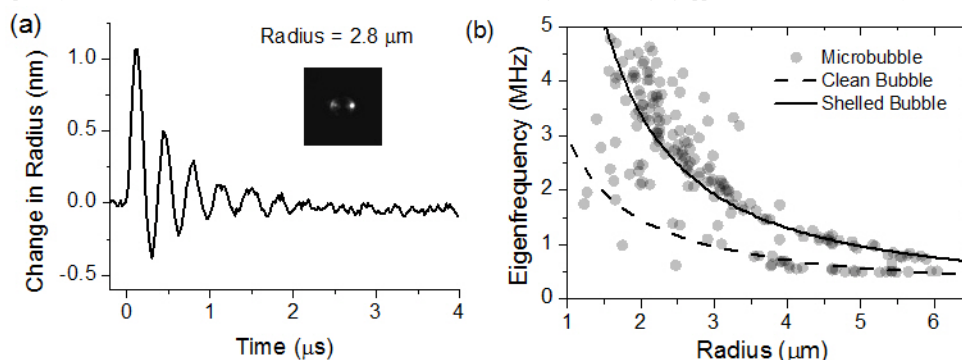 (a)
Radius = 2.8 μm
Change in Radius (nm)
1.0
0.5
0.0
-0.5
0
1
2
3
4
Time (μs)
(b)
Microbubble
Clean Bubble
Shelled Bubble
Eigenfrequency (MHz)
5
4
3
2
1
0
1
2
3
4
5
6
Radius (μm)